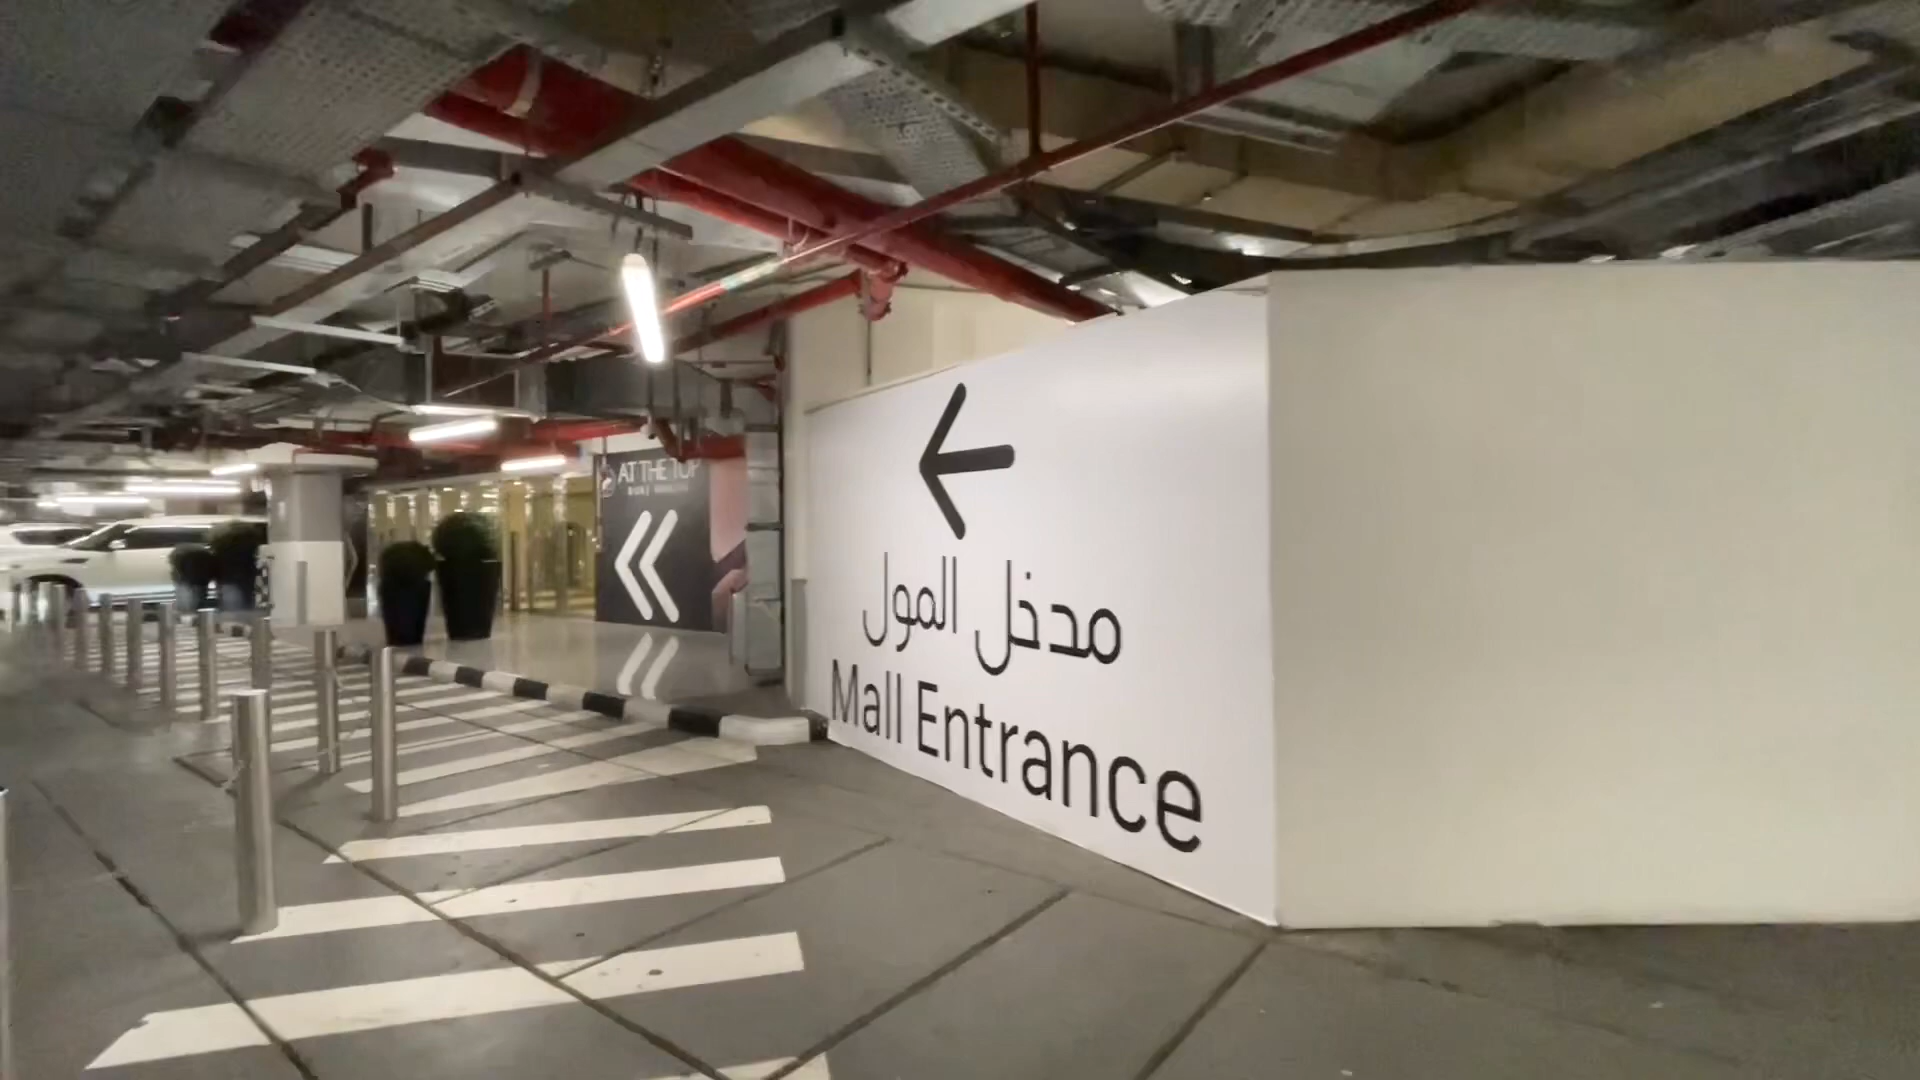 AT THE TOP
مدخل المول
Mall Entrance